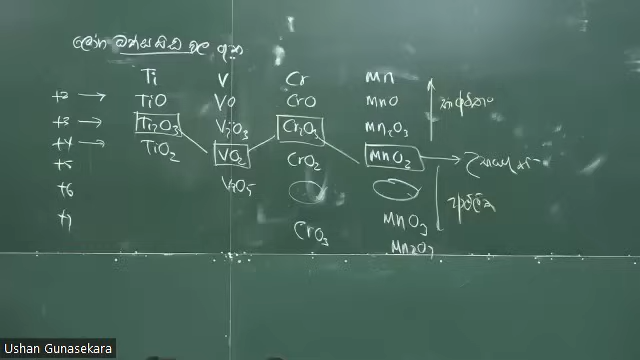 ලෝහ ඔක්සයිඩ වල
Ti V Cr Mn
+2 → TiO VO CrO MnO
+3 → Ti₂O₃ V₂O₃ Cr₂O₃ Mn₂O₃
+4 → TiO₂ VO₂ CrO₂ MnO₂ →
+5 V₂O₅
+6 CrO₃ MnO₃
+7 Mn₂O₇
Ushan Gunasekara